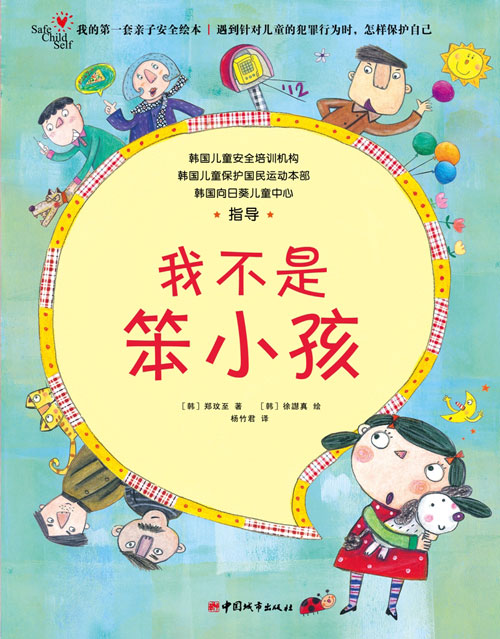 Safe Child Self
我的第一套亲子安全绘本｜遇到针对儿童的犯罪行为时，怎样保护自己
'12
韩国儿童安全培训机构
韩国儿童保护国民运动本部
韩国向日葵儿童中心
★ 指导 ★
我不是
笨小孩
［韩］郑玟至 著 ［韩］徐諩真 绘
杨竹君 译
中国城市出版社